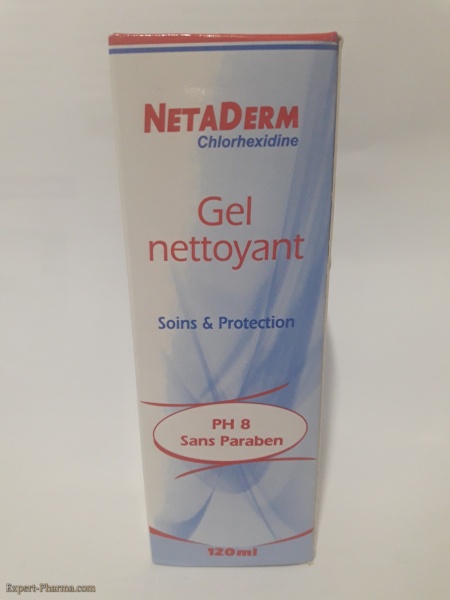 NETADERM
Chlorhexidine
Gel
nettoyant
Soins & Protection
PH 8
Sans Paraben
120ml
Expert-Pharma.com